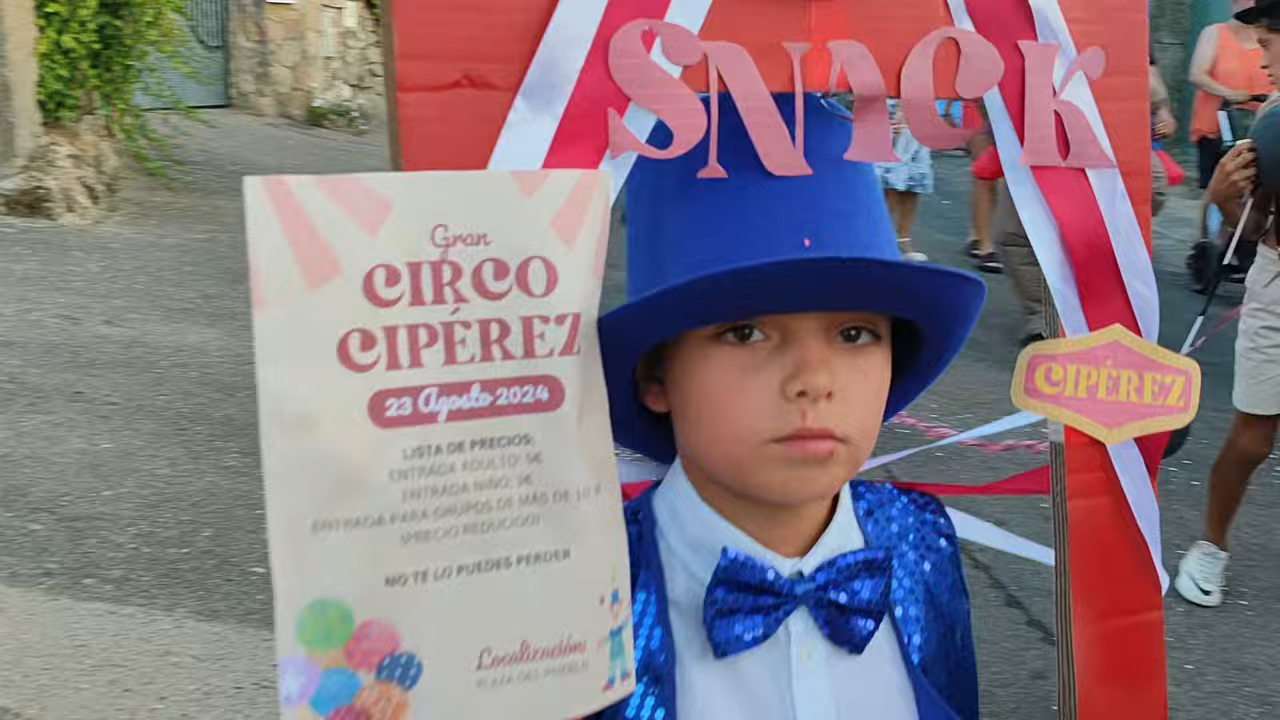 SNACK
Gran
CIRCO
CIPÉREZ
23 Agosto 2024
LISTA DE PRECIOS:
ENTRADA ADULTO: 5€
ENTRADA NIÑO: 
ENTRADA PARA GRUPOS DE MÁS DE 10
(PRECIO REDUCIDO)
NO TE LO PUEDES PERDER
Localización:
PLAZA DEL PUEBLO
CIPÉREZ